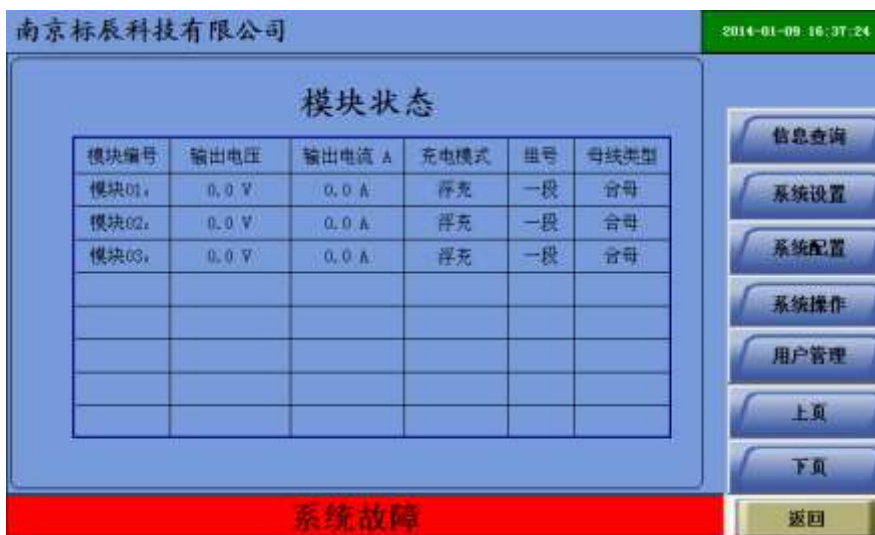 南京标辰科技有限公司
2014-01-09 16:37:24
模块状态
模块编号 输出电压 输出电流 A 充电模式 组号 母线类型
模块01: 0.0 V 0.0 A 浮充 一段 合母
模块02: 0.0 V 0.0 A 浮充 一段 合母
模块03: 0.0 V 0.0 A 浮充 一段 合母
信息查询
系统设置
系统配置
系统操作
用户管理
上页
下页
系统故障
返回